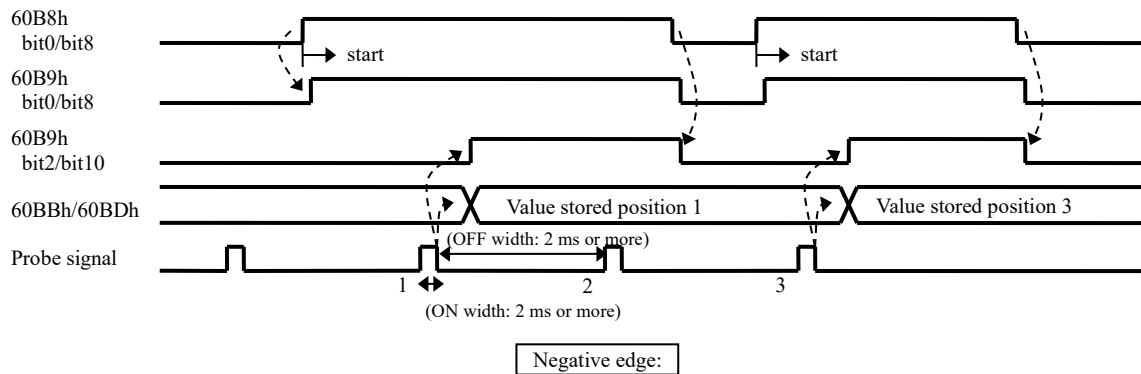 60B8h
bit0/bit8
start
start
60B9h
bit0/bit8
60B9h
bit2/bit10
60BBh/60BDh
Value stored position 1
Value stored position 3
(OFF width: 2 ms or more)
Probe signal
1
2
3
(ON width: 2 ms or more)
Negative edge: